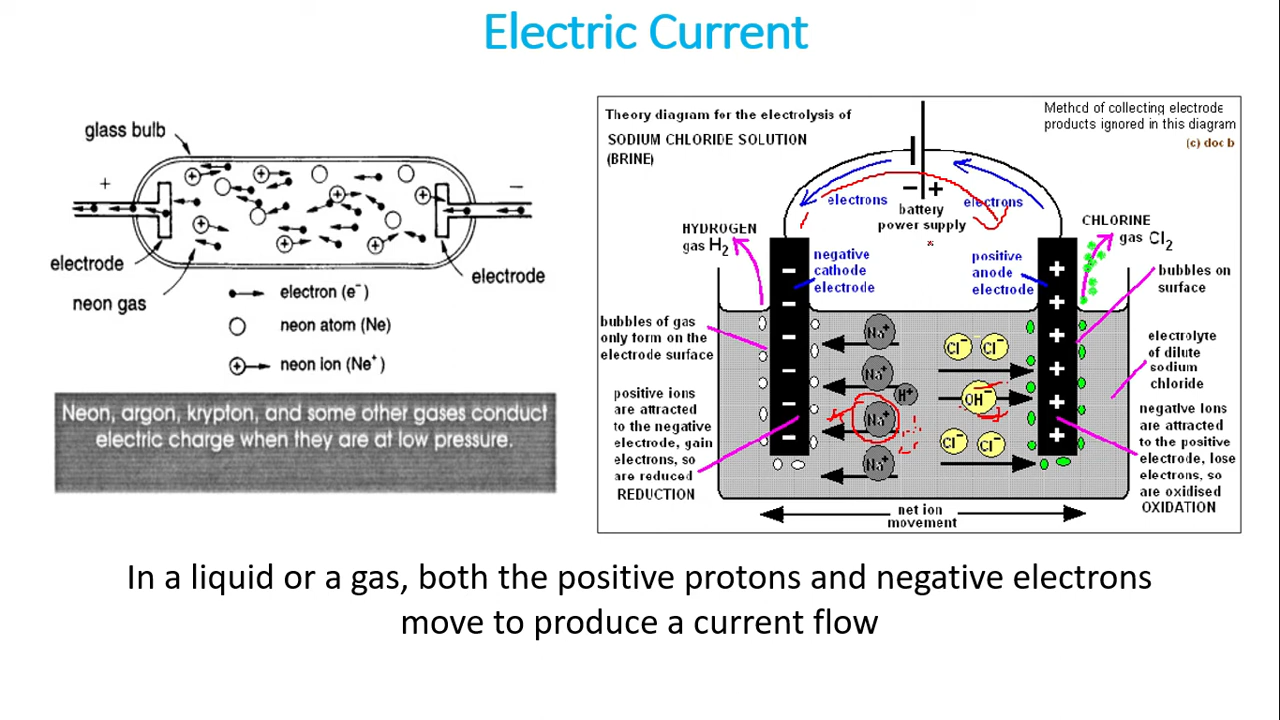 Electric Current
glass bulb
+
−
electrode
neon gas
electrode
electron (e⁻)
neon atom (Ne)
neon ion (Ne⁺)
Neon, argon, krypton, and some other gases conduct
electric charge when they are at low pressure.
Theory diagram for the electrolysis of
SODIUM CHLORIDE SOLUTION
(BRINE)
Method of collecting electrode
products ignored in this diagram
(c) doc b
electrons
− +
battery
power supply
electrons
HYDROGEN
gas H₂
CHLORINE
gas Cl₂
negative
cathode
electrode
positive
anode
electrode
bubbles on
surface
bubbles of gas
only form on the
electrode surface
electrolyte
of dilute
sodium
chloride
positive ions
are attracted
to the negative
electrode, gain
electrons, so
are reduced
REDUCTION
Na⁺
Na⁺
H⁺
Na⁺
Na⁺
Cl⁻ Cl⁻
OH⁻
Cl⁻ Cl⁻
negative ions
are attracted
to the positive
electrode, lose
electrons, so
are oxidised
OXIDATION
net ion
movement
In a liquid or a gas, both the positive protons and negative electrons
move to produce a current flow